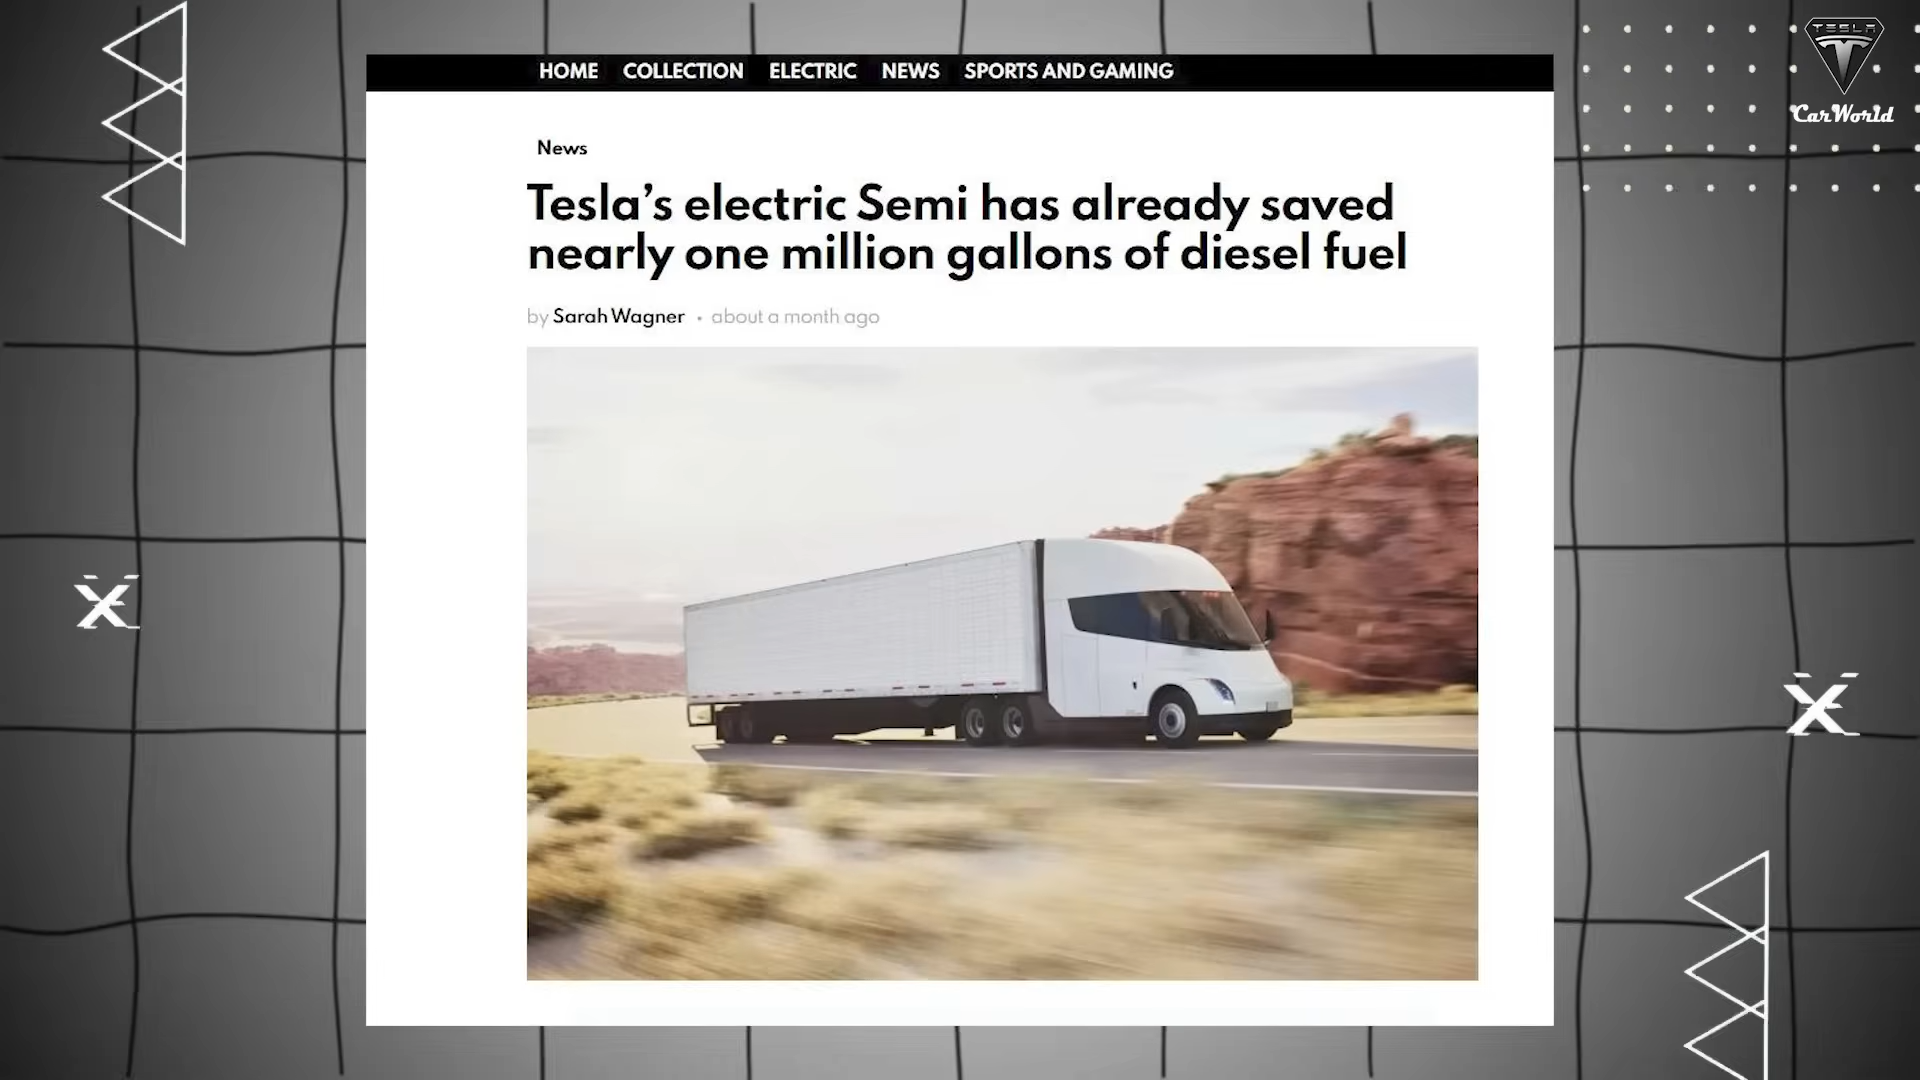 HOME COLLECTION ELECTRIC NEWS SPORTS AND GAMING
TESLA
CarWorld
News
Tesla’s electric Semi has already saved
nearly one million gallons of diesel fuel
by Sarah Wagner • about a month ago